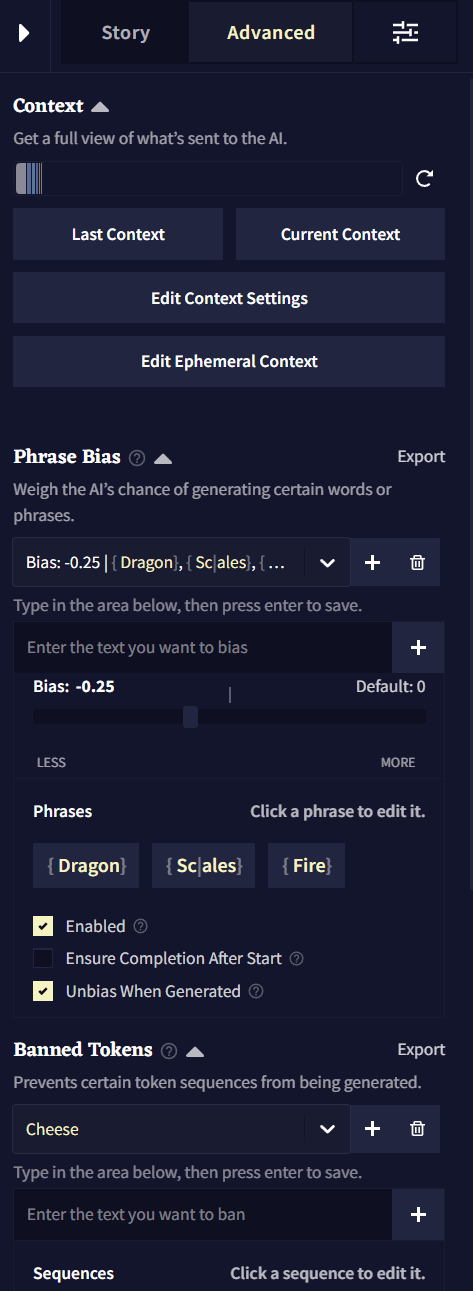 Story Advanced
Context
Get a full view of what's sent to the AI.
Last Context Current Context
Edit Context Settings
Edit Ephemeral Context
Phrase Bias ? Export
Weigh the AI's chance of generating certain words or
phrases.
Bias: -0.25 | { Dragon}, { Sc|ales}, { ...
Type in the area below, then press enter to save.
Enter the text you want to bias
Bias: -0.25 Default: 0
LESS MORE
Phrases Click a phrase to edit it.
{ Dragon} { Sc|ales} { Fire}
Enabled ?
Ensure Completion After Start ?
Unbias When Generated ?
Banned Tokens ? Export
Prevents certain token sequences from being generated.
Cheese
Type in the area below, then press enter to save.
Enter the text you want to ban
Sequences Click a sequence to edit it.